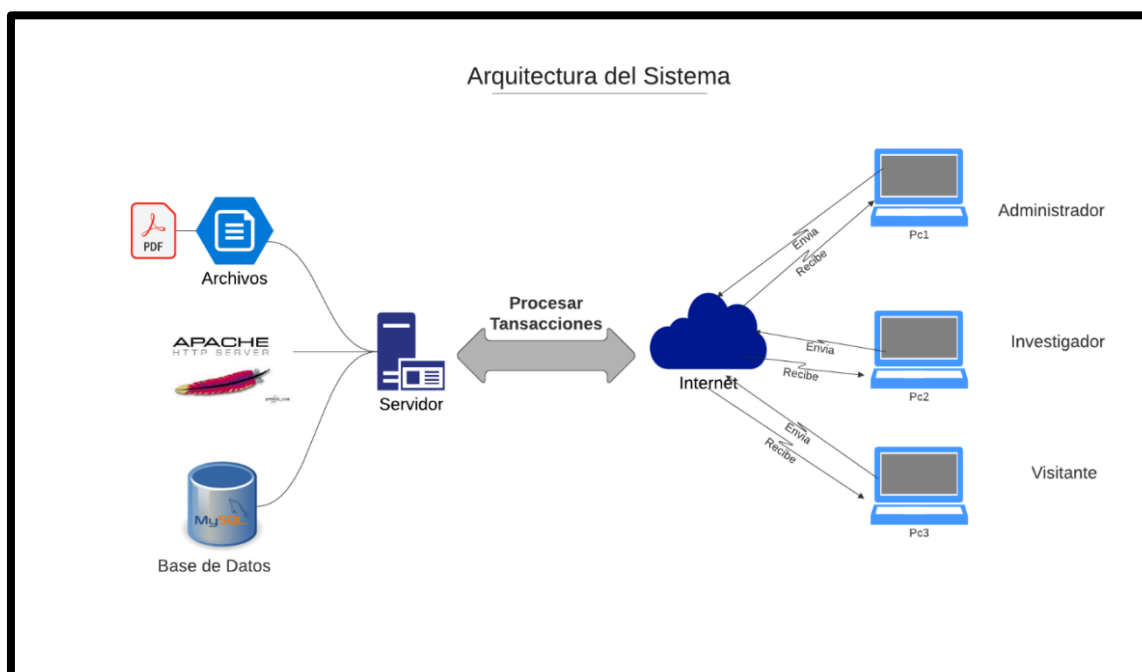 Arquitectura del Sistema
PDF
Archivos
APACHE
HTTP SERVER
MySQL
Base de Datos
Servidor
Procesar
Tansacciones
Internet
Envia
Recibe
Pc1
Administrador
Envia
Recibe
Pc2
Investigador
Envia
Recibe
Pc3
Visitante